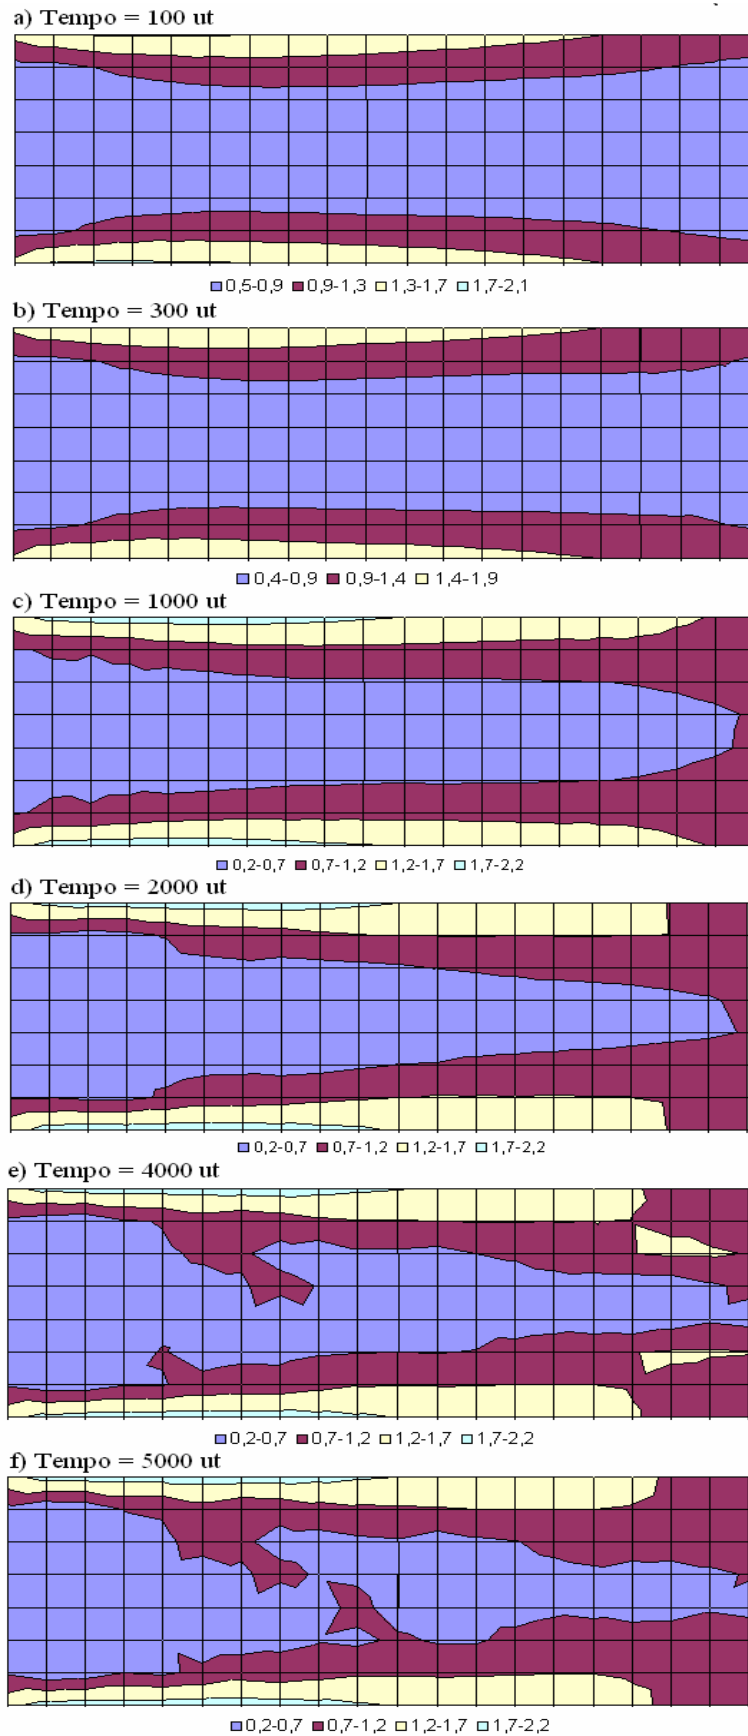 a) Tempo = 100 ut
0,5-0,9 0,9-1,3 1,3-1,7 1,7-2,1
b) Tempo = 300 ut
0,4-0,9 0,9-1,4 1,4-1,9
c) Tempo = 1000 ut
0,2-0,7 0,7-1,2 1,2-1,7 1,7-2,2
d) Tempo = 2000 ut
0,2-0,7 0,7-1,2 1,2-1,7 1,7-2,2
e) Tempo = 4000 ut
0,2-0,7 0,7-1,2 1,2-1,7 1,7-2,2
f) Tempo = 5000 ut
0,2-0,7 0,7-1,2 1,2-1,7 1,7-2,2